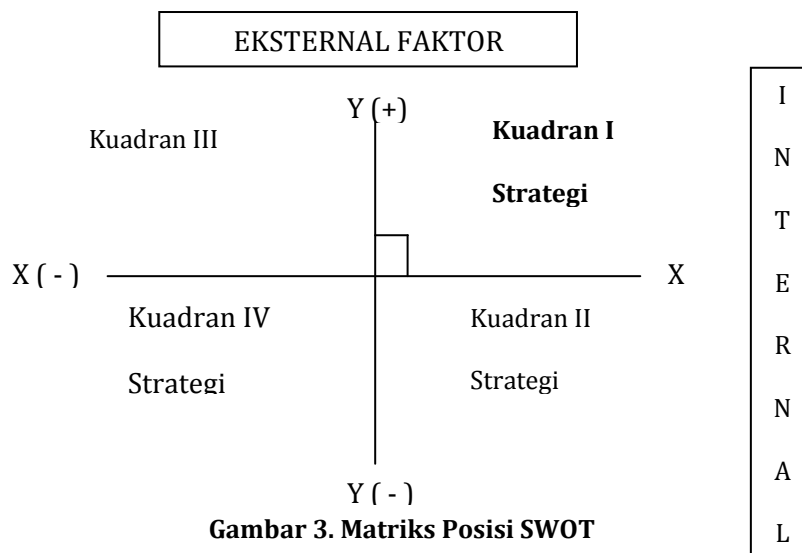 EKSTERNAL FAKTOR
Y (+)
Kuadran III
Kuadran I
Strategi
X ( - )
X
Kuadran IV
Strategi
Kuadran II
Strategi
Y ( - )
Gambar 3. Matriks Posisi SWOT
I
N
T
E
R
N
A
L